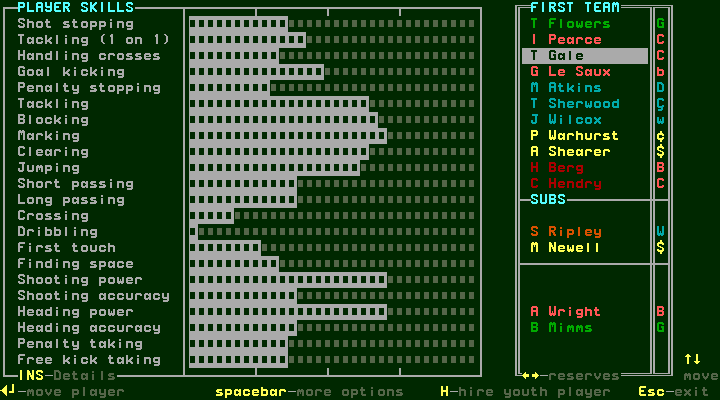 PLAYER SKILLS
Shot stopping
Tackling (1 on 1)
Handling crosses
Goal kicking
Penalty stopping
Tackling
Blocking
Marking
Clearing
Jumping
Short passing
Long passing
Crossing
Dribbling
First touch
Finding space
Shooting power
Shooting accuracy
Heading power
Heading accuracy
Penalty taking
Free kick taking
INS-Details
FIRST TEAM
T Flowers G
I Pearce C
T Gale C
G Le Saux b
M Atkins D
T Sherwood Ç
J Wilcox w
P Warhurst ¢
A Shearer $
H Berg B
C Hendry C
SUBS
S Ripley W
M Newell $
A Wright B
B Mimms G
↔-reserves
↑↓
move
↵-move player
spacebar-more options
H-hire youth player
Esc-exit